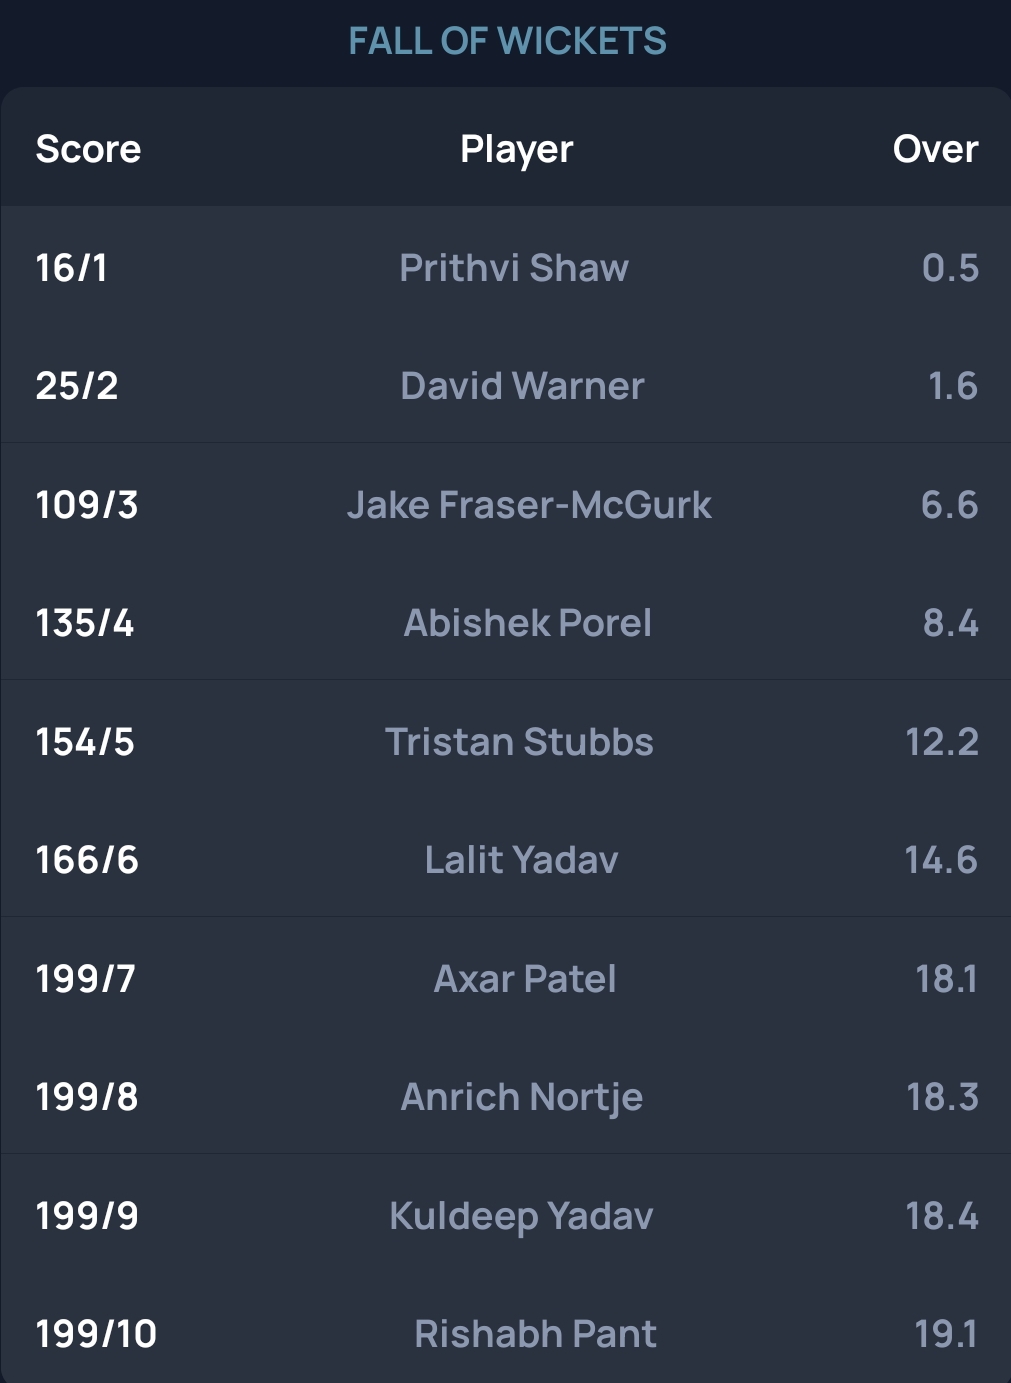 FALL OF WICKETS
Score Player Over
16/1 Prithvi Shaw 0.5
25/2 David Warner 1.6
109/3 Jake Fraser-McGurk 6.6
135/4 Abishek Porel 8.4
154/5 Tristan Stubbs 12.2
166/6 Lalit Yadav 14.6
199/7 Axar Patel 18.1
199/8 Anrich Nortje 18.3
199/9 Kuldeep Yadav 18.4
199/10 Rishabh Pant 19.1